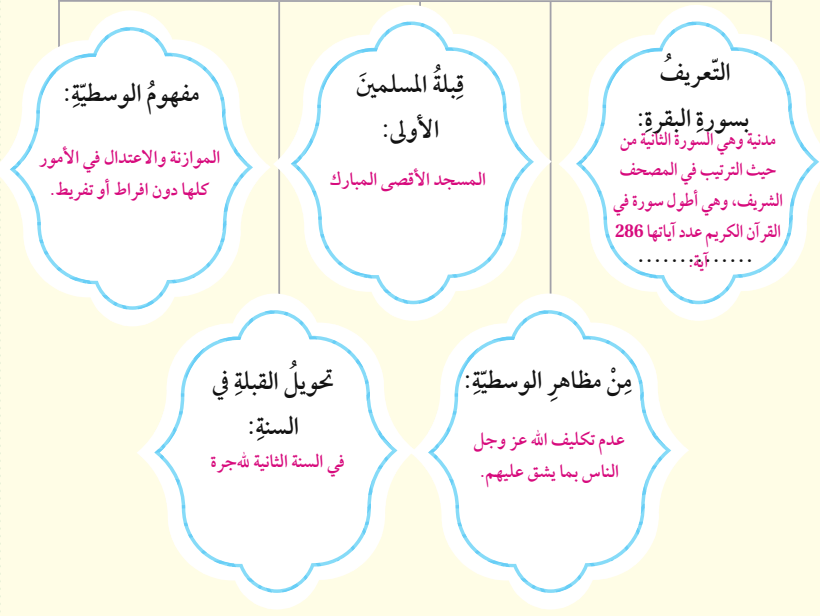 التّعريفُ
بسورةِ البقرةِ:
مدنية وهي السورة الثانية من
حيث الترتيب في المصحف
الشريف، وهي أطول سورة في
القرآن الكريم عدد آياتها 286
آية.
قِبلةُ المسلمينَ
الأولى:
المسجد الأقصى المبارك
مفهومُ الوسطيّةِ:
الموازنة والاعتدال في الأمور
كلها دون افراط أو تفريط.
مِنْ مظاهرِ الوسطيّةِ:
عدم تكليف الله عز وجل
الناس بما يشق عليهم.
تحويلُ القبلةِ في
السنةِ:
في السنة الثانية لله‍جرة